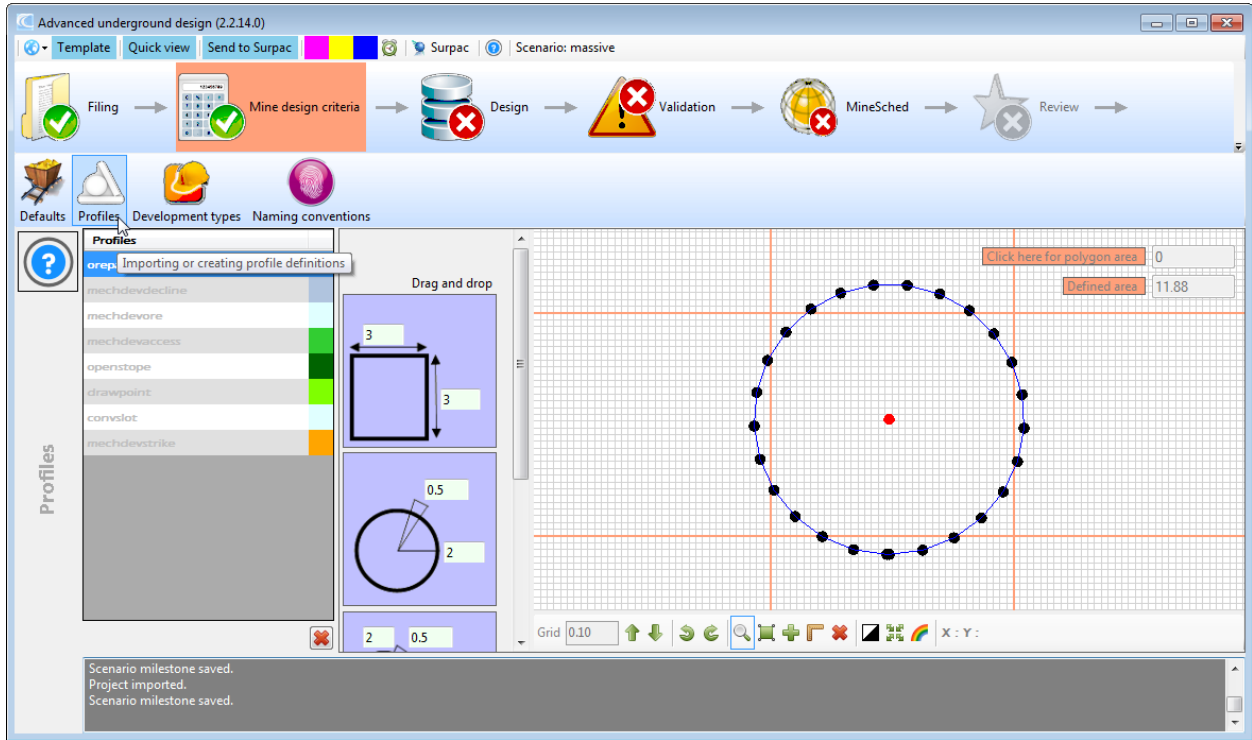 Advanced underground design (2.2.14.0)
Template Quick view Send to Surpac Surpac Scenario: massive
Filing Mine design criteria Design Validation MineSched Review
Defaults Profiles Development types Naming conventions
Profiles
Importing or creating profile definitions
mechdevdecline
mechdevore
mechdevaccess
openstope
drawpoint
convslot
mechdevstrike
Profiles
Drag and drop
3
3
0.5
2
2 0.5
Click here for polygon area 0
Defined area 11.88
Grid 0.10 X : Y :
Scenario milestone saved.
Project imported.
Scenario milestone saved.